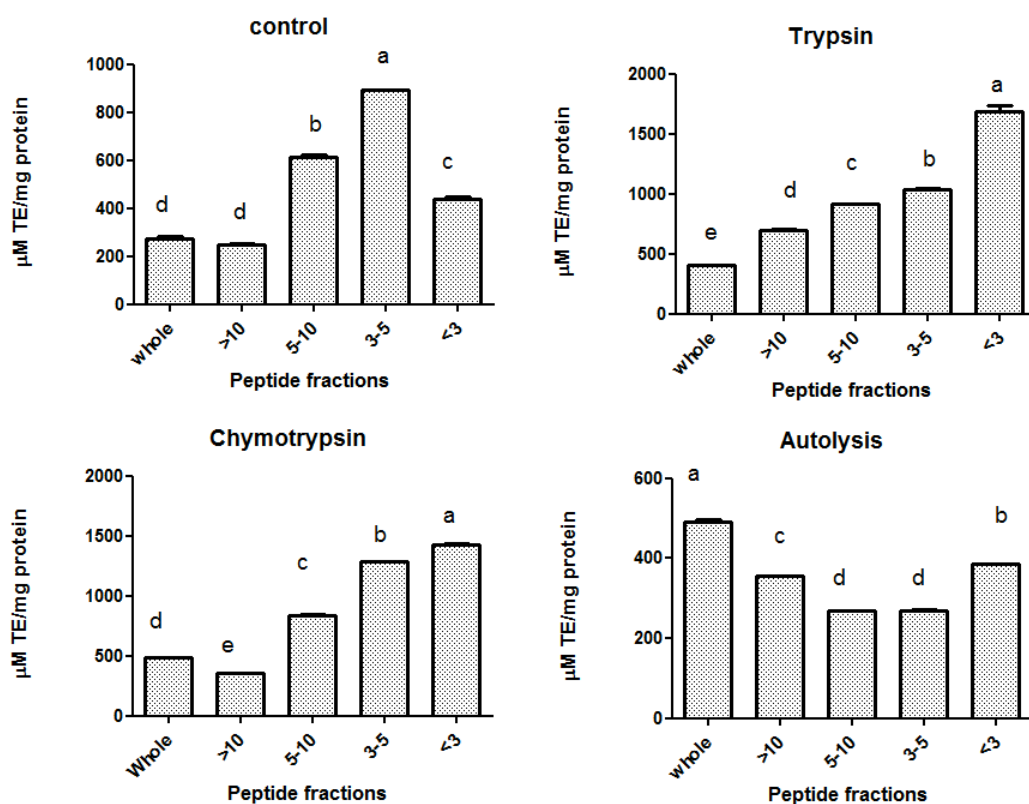 control
μM TE/mg protein
1000
800
600
400
200
0
d
d
b
a
c
whole
>10
5-10
3-5
<3
Peptide fractions
Trypsin
μM TE/mg protein
2000
1500
1000
500
0
e
d
c
b
a
whole
>10
5-10
3-5
<3
Peptide fractions
Chymotrypsin
μM TE/mg protein
2000
1500
1000
500
0
d
e
c
b
a
Whole
>10
5-10
3-5
<3
Peptide fractions
Autolysis
μM TE/mg protein
600
400
200
0
a
c
d
d
b
whole
>10
5-10
3-5
<3
Peptide fractions